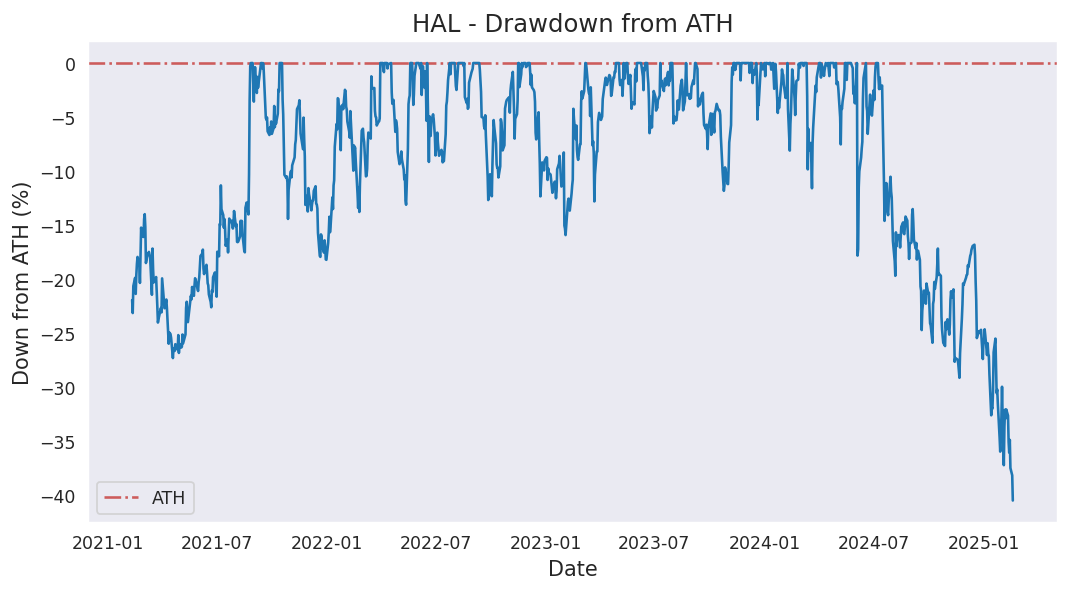 HAL - Drawdown from ATH
Down from ATH (%)
0
−5
−10
−15
−20
−25
−30
−35
−40
ATH
2021-01 2021-07 2022-01 2022-07 2023-01 2023-07 2024-01 2024-07 2025-01
Date